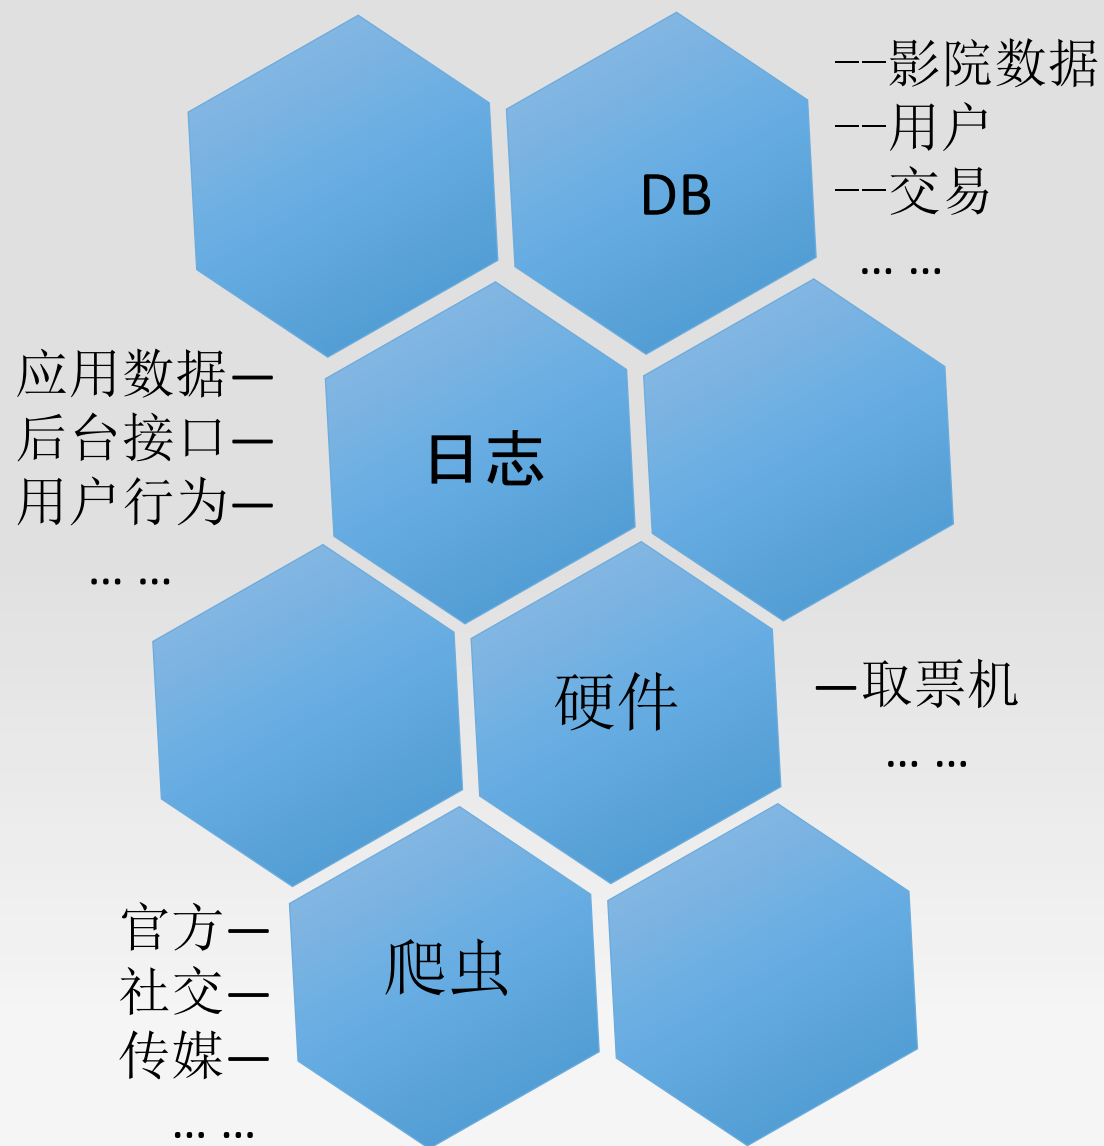 --影院数据
--用户
DB
--交易
... ...
应用数据—
后台接口—
日志
用户行为—
... ...
硬件
—取票机
... ...
官方—
爬虫
社交—
传媒—
... ...